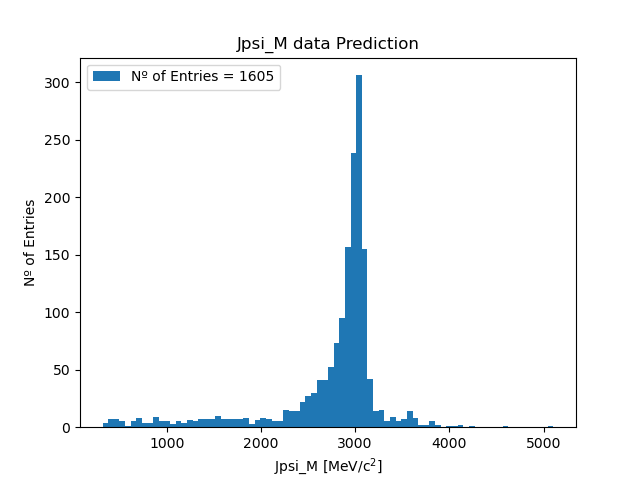 Jpsi_M data Prediction
Nº of Entries = 1605
300
250
200
150
100
50
0
Nº of Entries
1000 2000 3000 4000 5000
Jpsi_M [MeV/c²]